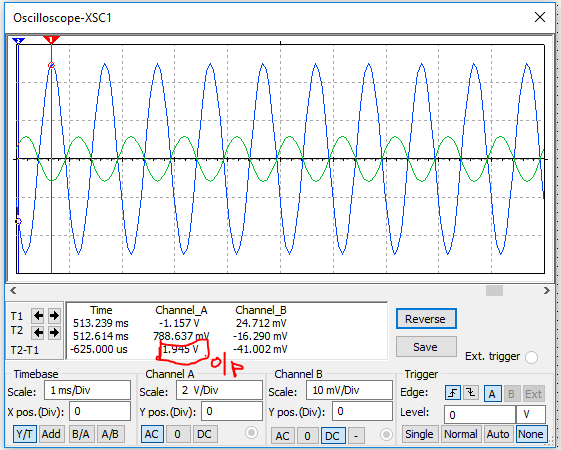 Oscilloscope-XSC1
2 1
T1
T2
T2-T1
Time Channel_A Channel_B
513.239 ms -1.157 V 24.712 mV
512.614 ms 788.637 mV -16.290 mV
-625.000 us 1.945 V -41.002 mV
O/P
Reverse
Save
Ext. trigger
Timebase
Scale: 1 ms/Div
X pos.(Div): 0
Y/T Add B/A A/B
Channel A
Scale: 2 V/Div
Y pos.(Div): 0
AC 0 DC
Channel B
Scale: 10 mV/Div
Y pos.(Div): 0
AC 0 DC -
Trigger
Edge: A B Ext
Level: 0 V
Single Normal Auto None